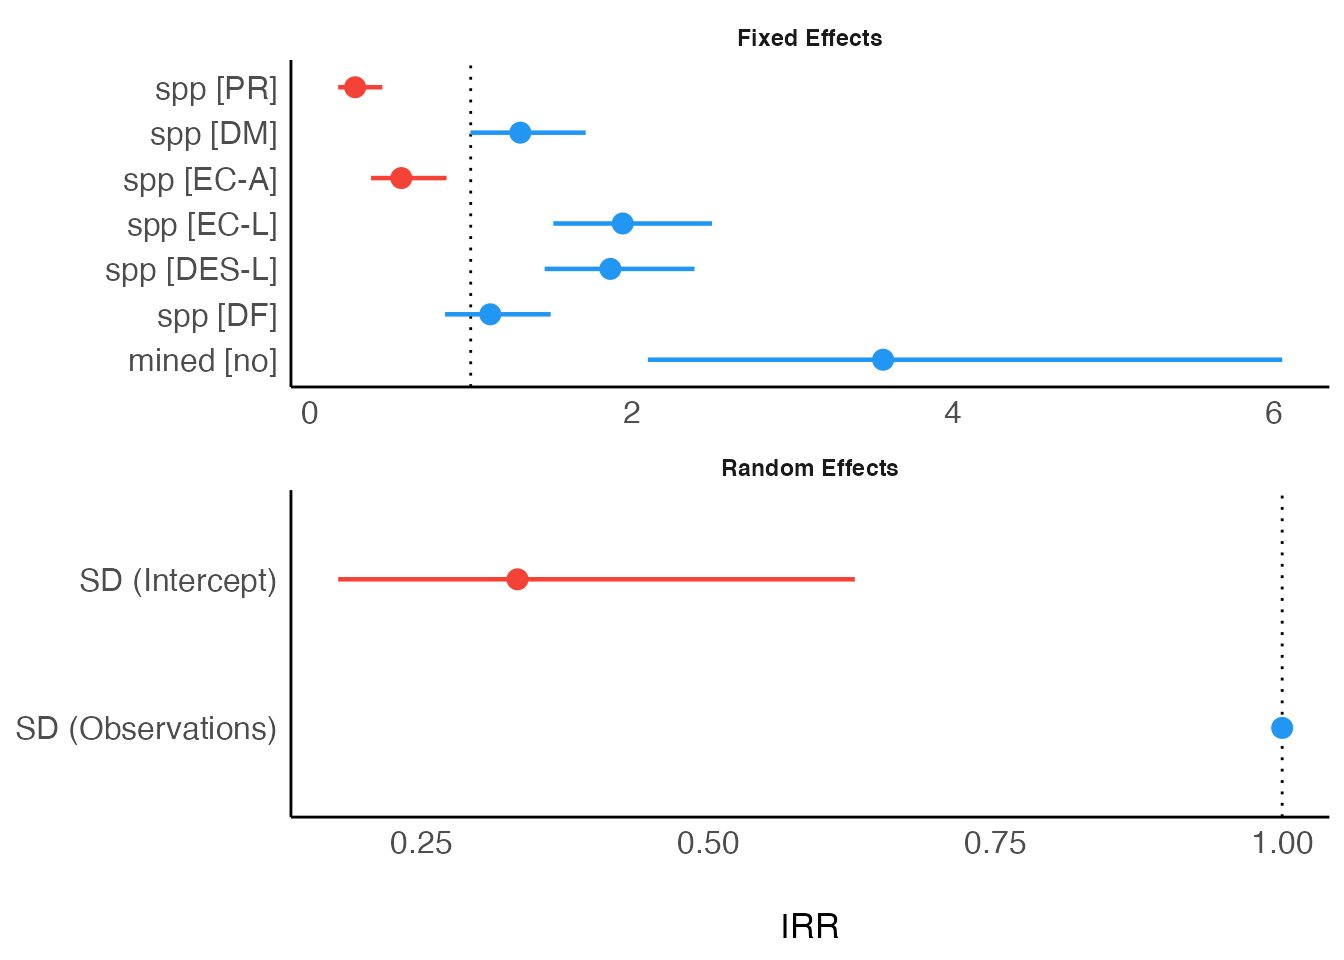 Fixed Effects
spp [PR]
spp [DM]
spp [EC-A]
spp [EC-L]
spp [DES-L]
spp [DF]
mined [no]
0 2 4 6
Random Effects
SD (Intercept)
SD (Observations)
0.25 0.50 0.75 1.00
IRR